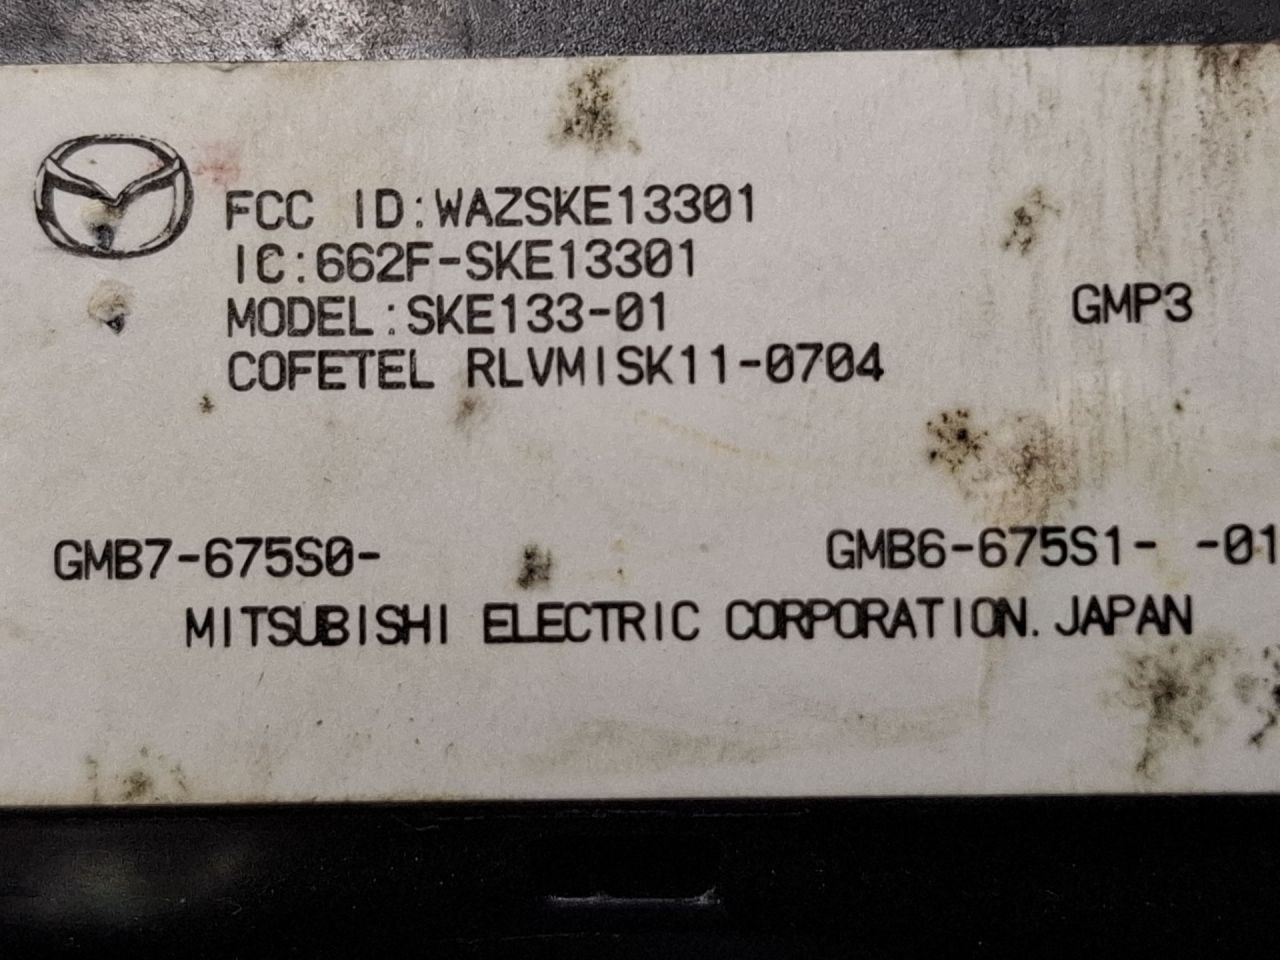 FCC ID:WAZSKE13301
IC:662F-SKE13301
MODEL:SKE133-01
GMP3
COFETEL RLVMISK11-0704
GMB7-675S0-
GMB6-675S1- -01
MITSUBISHI ELECTRIC CORPORATION.JAPAN